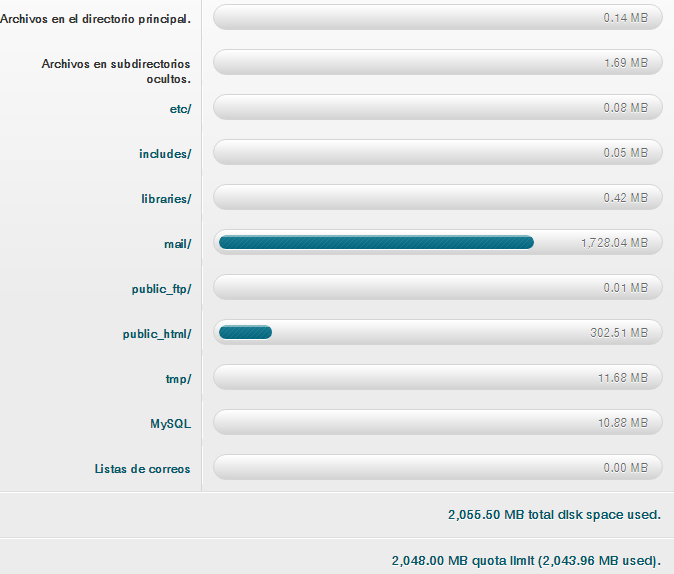 Archivos en el directorio principal. 0.14 MB
Archivos en subdirectorios 1.69 MB
ocultos.
etc/ 0.08 MB
includes/ 0.05 MB
libraries/ 0.42 MB
mail/ 1,728.04 MB
public_ftp/ 0.01 MB
public_html/ 302.51 MB
tmp/ 11.68 MB
MySQL 10.88 MB
Listas de correos 0.00 MB
2,055.50 MB total disk space used.
2,048.00 MB quota limit (2,043.96 MB used).